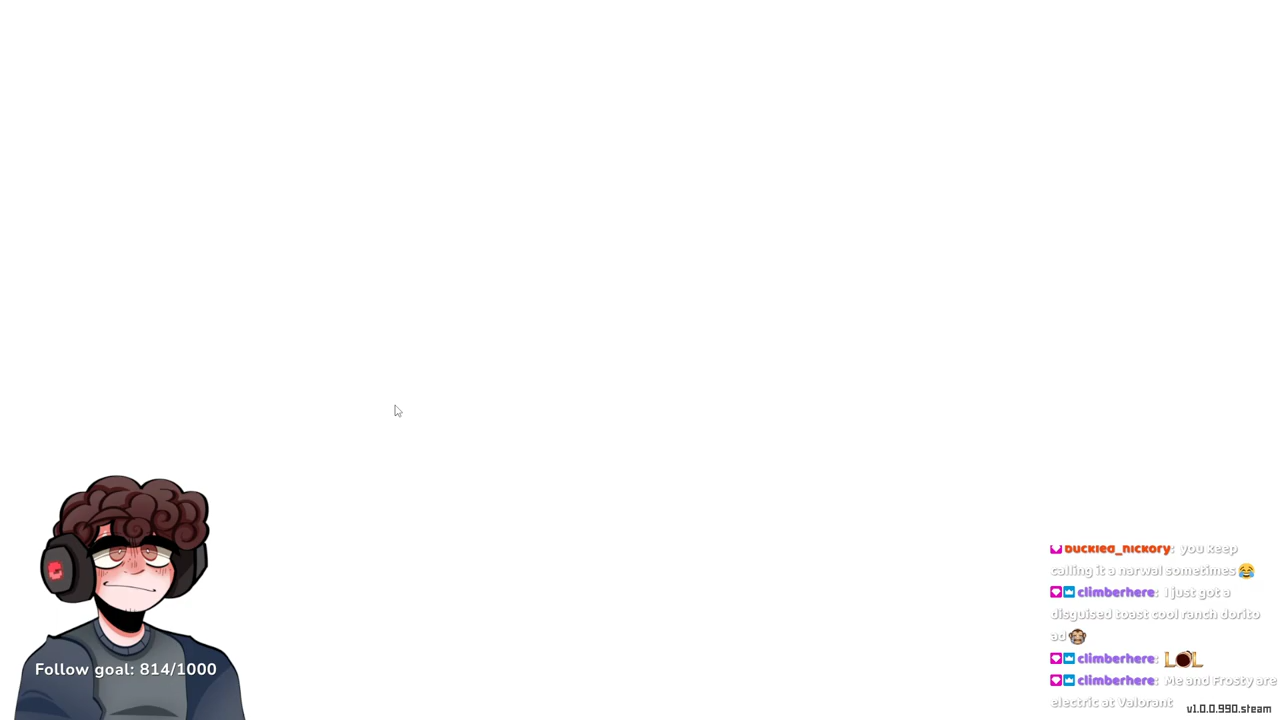 buckled_hickory: you keep
calling it a narwal sometimes
climberhere: I just got a
disguised toast cool ranch dorito
ad
climberhere: LOL
climberhere: Me and Frosty are
electric at Valorant
v1.0.0.990.steam
Follow goal: 814/1000